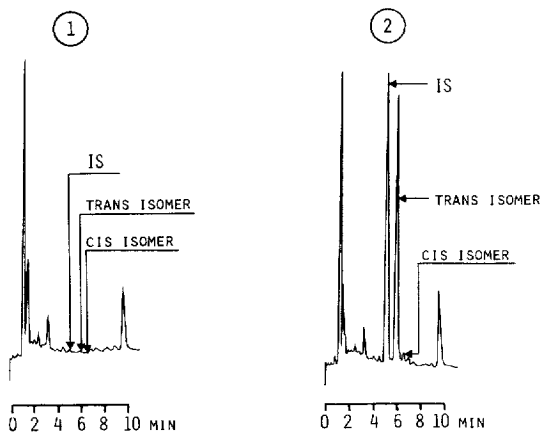 1
IS
TRANS ISOMER
CIS ISOMER
0 2 4 6 8 10 MIN
2
IS
TRANS ISOMER
CIS ISOMER
0 2 4 6 8 10 MIN